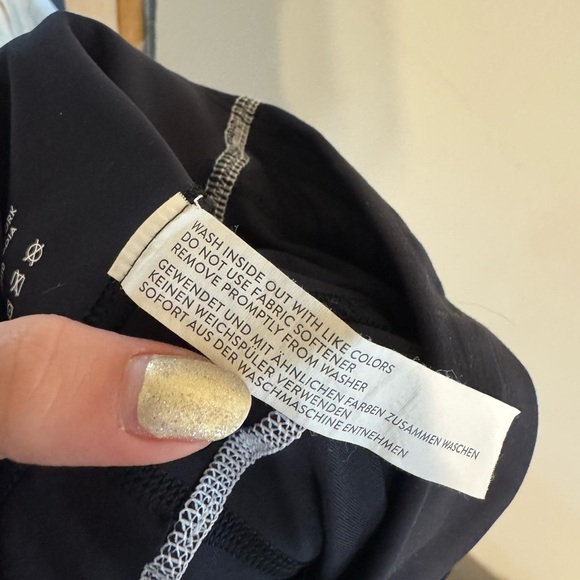 WASH INSIDE OUT WITH LIKE COLORS
DO NOT USE FABRIC SOFTENER
REMOVE PROMPTLY FROM WASHER
GEWENDET UND MIT ÄHNLICHEN FARBEN ZUSAMMEN WASCHEN
KEINEN WEICHSPÜLER VERWENDEN
SOFORT AUS DER WASCHMASCHINE ENTNEHMEN